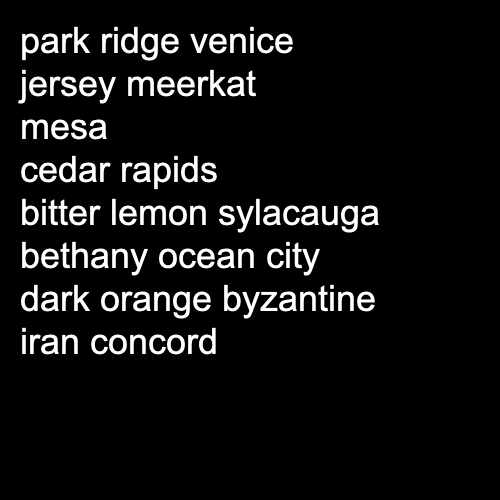 park ridge venice
jersey meerkat
mesa
cedar rapids
bitter lemon sylacauga
bethany ocean city
dark orange byzantine
iran concord